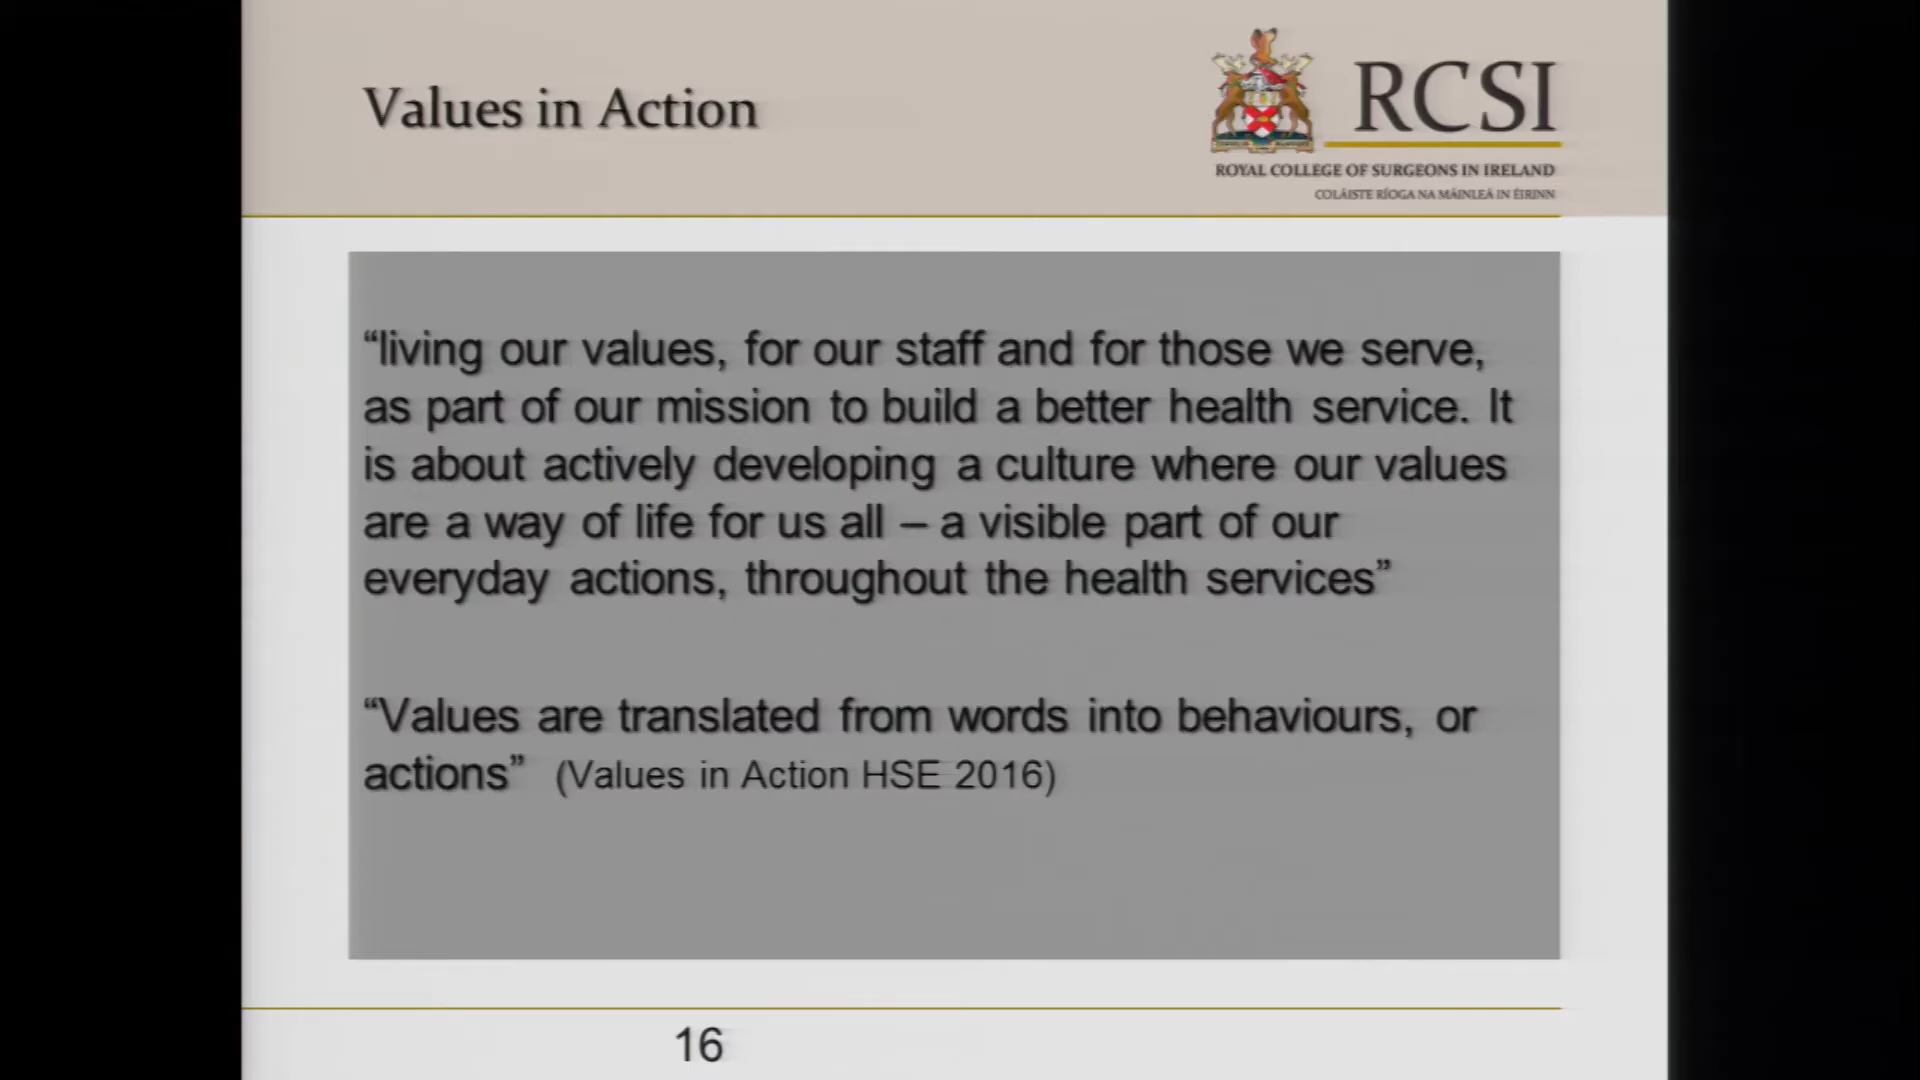 Values in Action
RCSI
ROYAL COLLEGE OF SURGEONS IN IRELAND
COLÁISTE RÍOGA NA MÁINLEÁ IN ÉIRINN
“living our values, for our staff and for those we serve,
as part of our mission to build a better health service. It
is about actively developing a culture where our values
are a way of life for us all – a visible part of our
everyday actions, throughout the health services”
“Values are translated from words into behaviours, or
actions” (Values in Action HSE 2016)
16